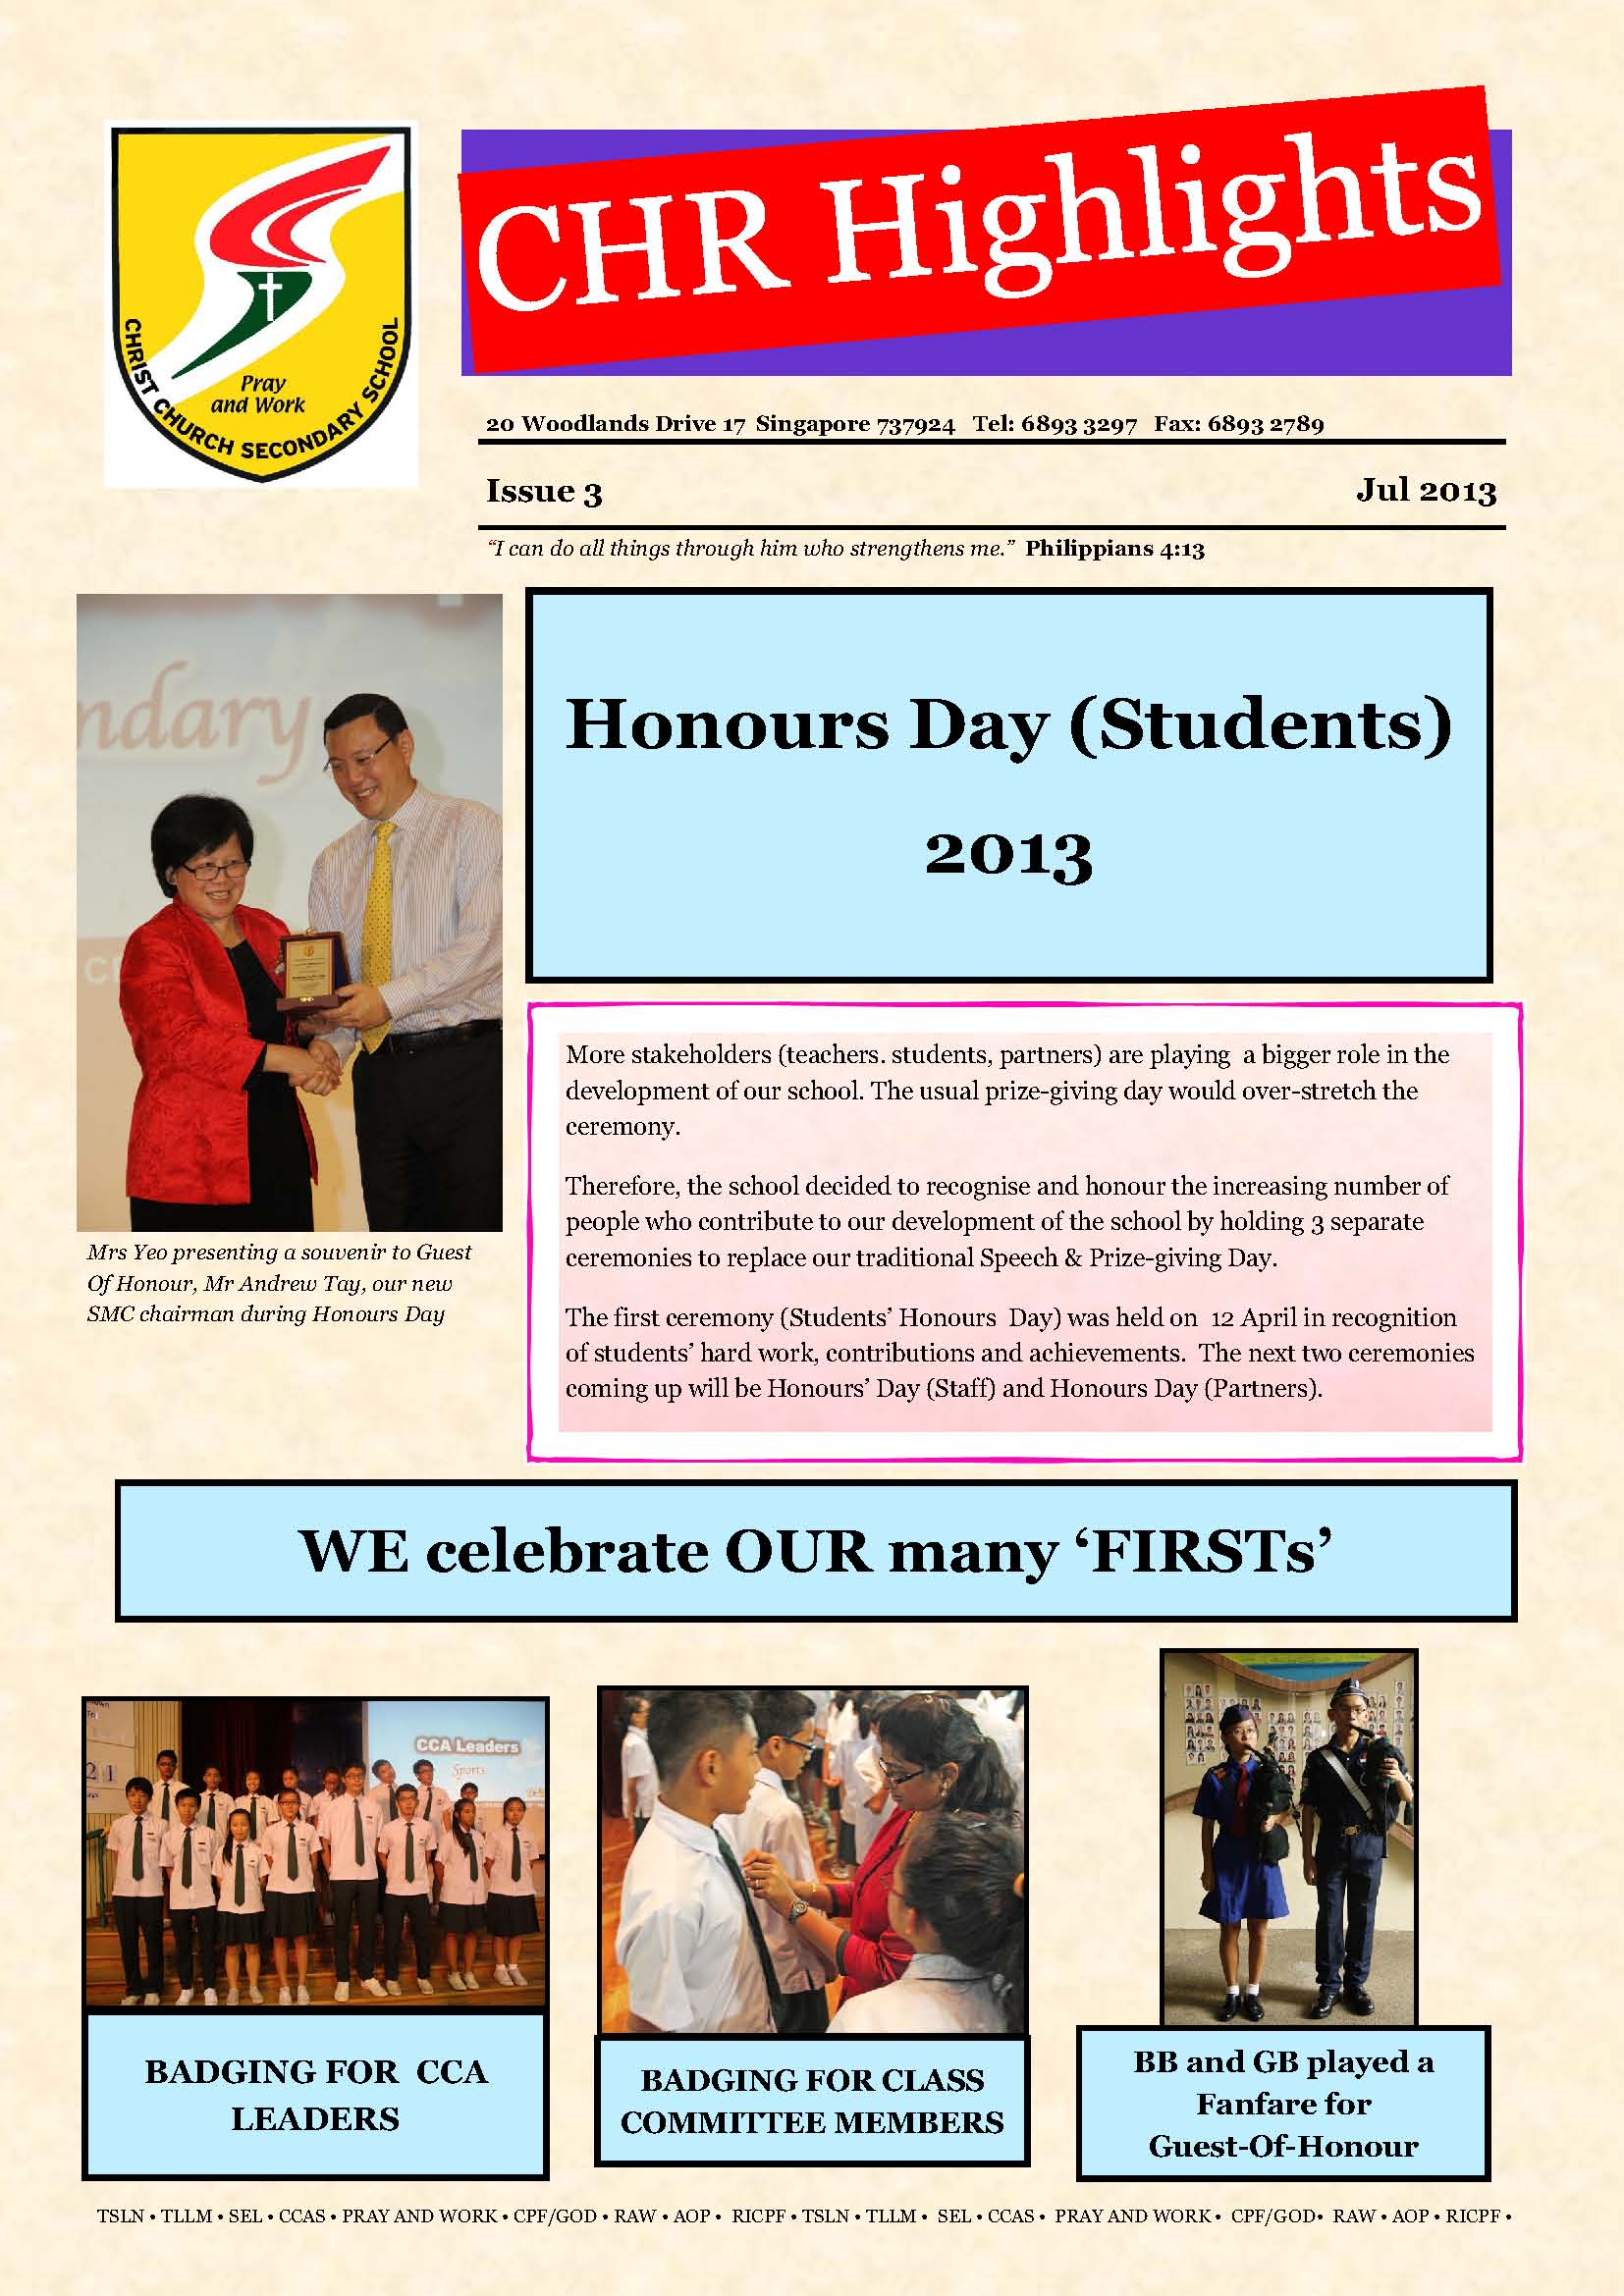 CHR Highlights
Pray
and Work
CHRIST CHURCH SECONDARY SCHOOL
20 Woodlands Drive 17 Singapore 737924 Tel: 6893 3297 Fax: 6893 2789
Issue 3 Jul 2013
“I can do all things through him who strengthens me.” Philippians 4:13
ndary
Honours Day (Students)
2013
Mrs Yeo presenting a souvenir to Guest
Of Honour, Mr Andrew Tay, our new
SMC chairman during Honours Day
More stakeholders (teachers. students, partners) are playing a bigger role in the
development of our school. The usual prize-giving day would over-stretch the
ceremony.
Therefore, the school decided to recognise and honour the increasing number of
people who contribute to our development of the school by holding 3 separate
ceremonies to replace our traditional Speech & Prize-giving Day.
The first ceremony (Students’ Honours Day) was held on 12 April in recognition
of students’ hard work, contributions and achievements. The next two ceremonies
coming up will be Honours’ Day (Staff) and Honours Day (Partners).
WE celebrate OUR many ‘FIRSTs’
CCA Leaders
Sports
BADGING FOR CCA
LEADERS
BADGING FOR CLASS
COMMITTEE MEMBERS
BB and GB played a
Fanfare for
Guest-Of-Honour
TSLN • TLLM • SEL • CCAS • PRAY AND WORK • CPF/GOD • RAW • AOP • RICPF • TSLN • TLLM • SEL • CCAS • PRAY AND WORK • CPF/GOD• RAW • AOP • RICPF •